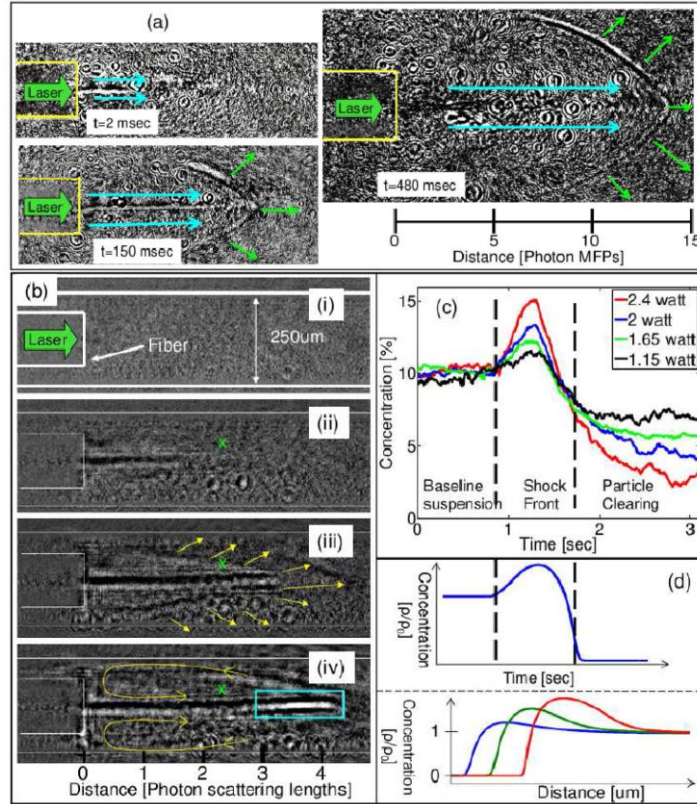 (a)
Laser
t=2 msec
Laser
t=150 msec
Laser
t=480 msec
0 5 10 15
Distance [Photon MFPs]
(b)
(i)
Laser
Fiber
250um
(ii)
x
(iii)
x
(iv)
x
0 1 2 3 4
Distance [Photon scattering lengths]
(c)
2.4 watt
2 watt
1.65 watt
1.15 watt
15
10
5
0
Concentration [%]
Baseline suspension
Shock Front
Particle Clearing
0 1 2 3
Time [sec]
(d)
Concentration
[ρ/ρ₀]
Time [sec]
Concentration
[ρ/ρ₀]
1
0
Distance [um]